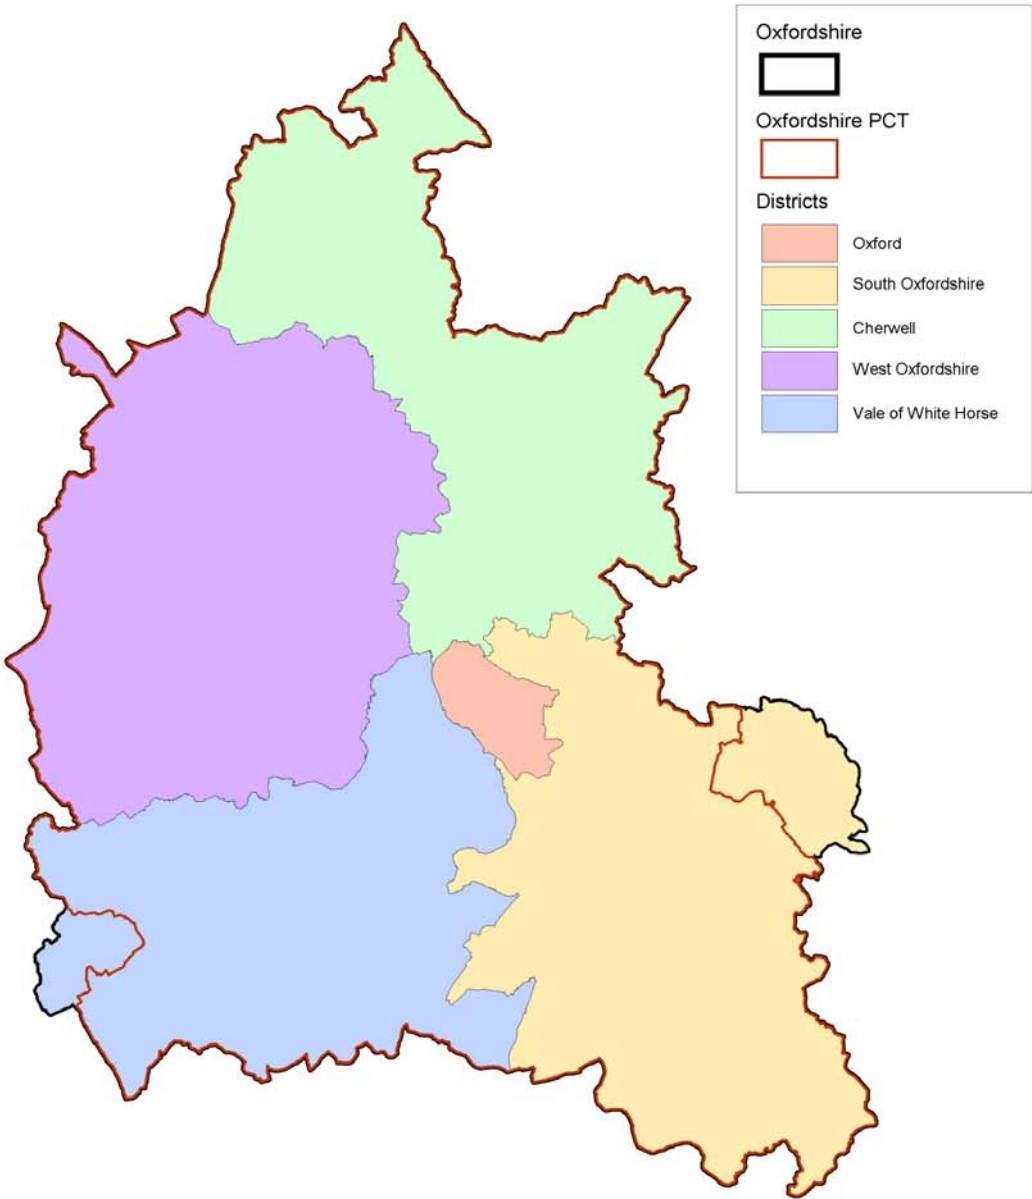 Oxfordshire
Oxfordshire PCT
Districts
Oxford
South Oxfordshire
Cherwell
West Oxfordshire
Vale of White Horse